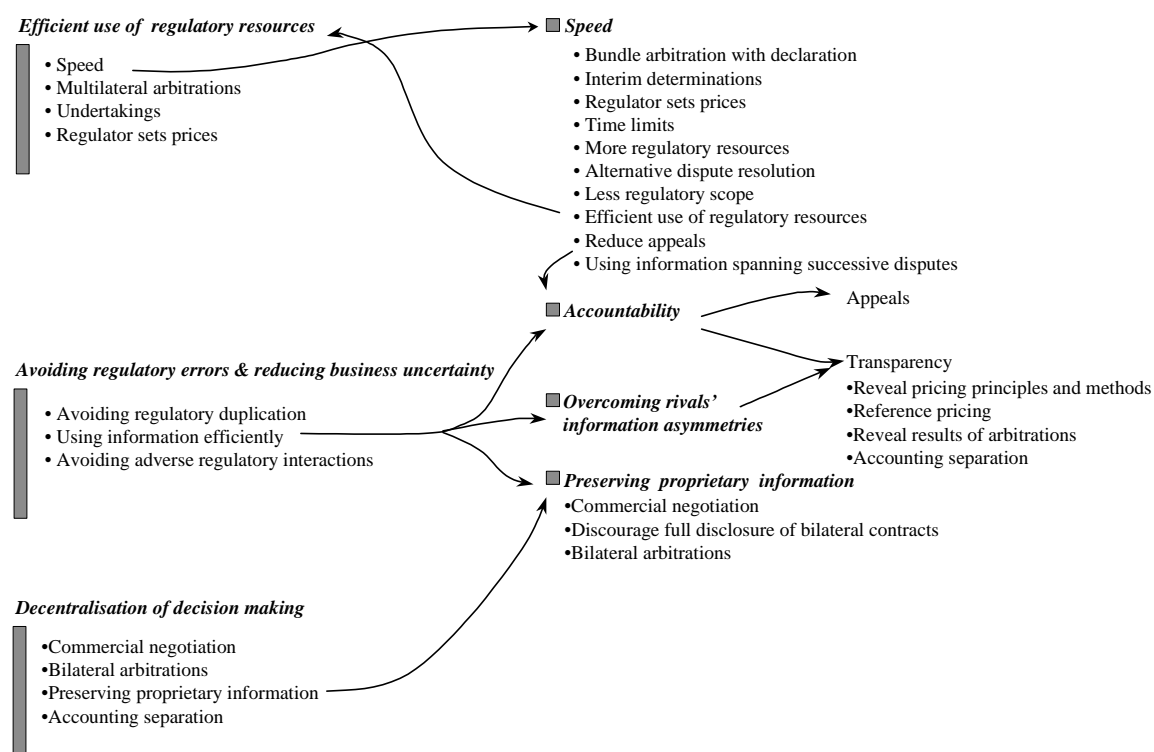 Efficient use of regulatory resources
• Speed
• Multilateral arbitrations
• Undertakings
• Regulator sets prices
Speed
• Bundle arbitration with declaration
• Interim determinations
• Regulator sets prices
• Time limits
• More regulatory resources
• Alternative dispute resolution
• Less regulatory scope
• Efficient use of regulatory resources
• Reduce appeals
• Using information spanning successive disputes
Accountability
Appeals
Avoiding regulatory errors & reducing business uncertainty
• Avoiding regulatory duplication
• Using information efficiently
• Avoiding adverse regulatory interactions
Overcoming rivals’
information asymmetries
Transparency
•Reveal pricing principles and methods
•Reference pricing
•Reveal results of arbitrations
•Accounting separation
Preserving proprietary information
•Commercial negotiation
•Discourage full disclosure of bilateral contracts
•Bilateral arbitrations
Decentralisation of decision making
•Commercial negotiation
•Bilateral arbitrations
•Preserving proprietary information
•Accounting separation